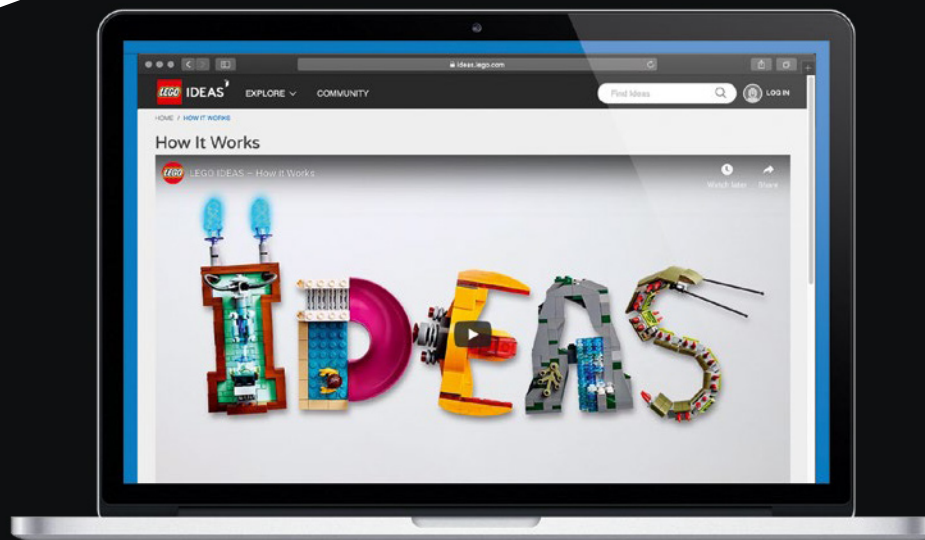 ideas.lego.com
LEGO IDEAS EXPLORE COMMUNITY Find Ideas LOG IN
HOME / HOW IT WORKS
How It Works
LEGO LEGO IDEAS – How it Works
Watch later Share
IDEAS